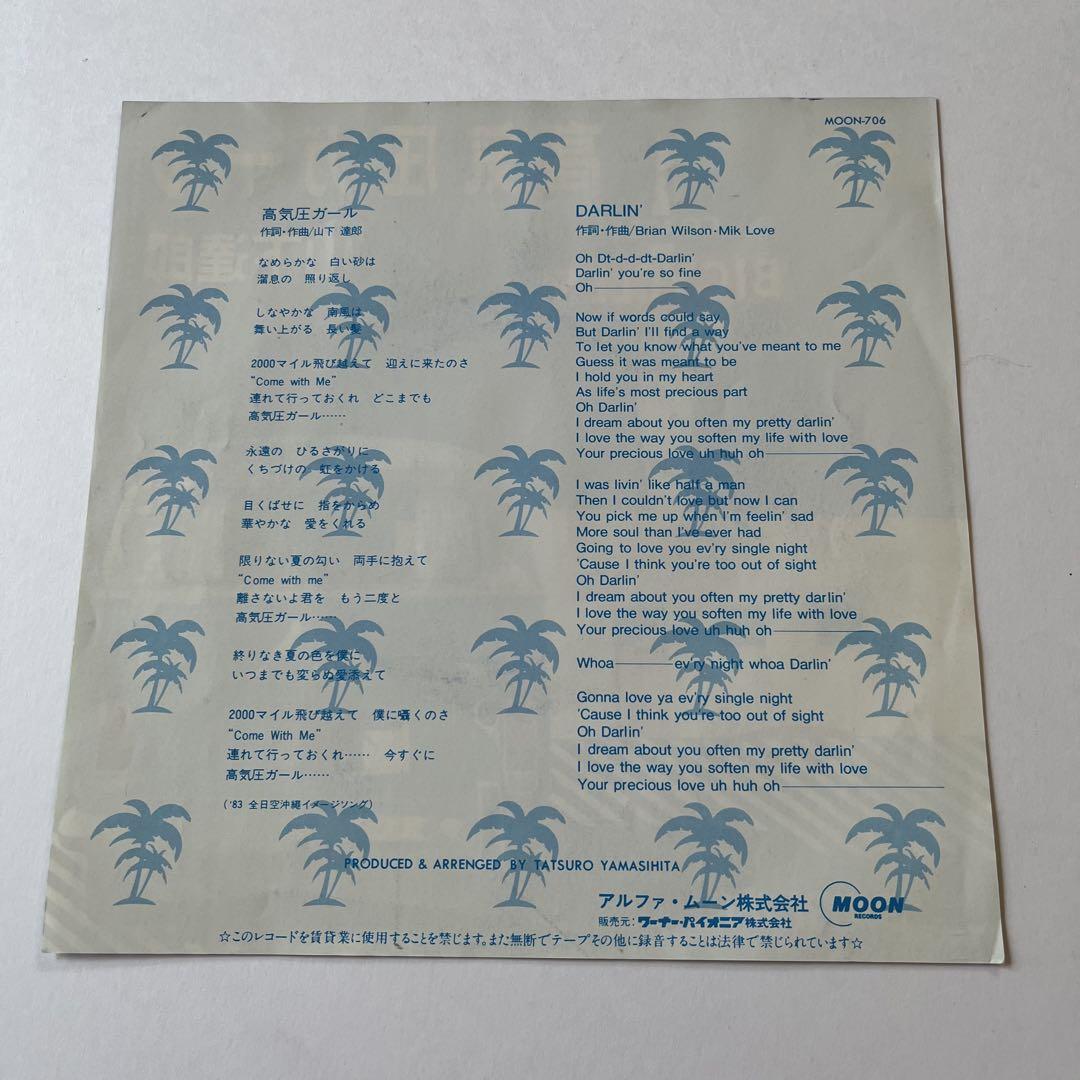 MOON-706
高気圧ガール
作詞・作曲/山下 達郎
なめらかな 白い砂は
溜息の 照り返し
しなやかな 南風は
舞い上がる 長い髪
2000マイル飛び越えて 迎えに来たのさ
“Come with Me”
連れて行っておくれ どこまでも
高気圧ガール……
永遠の ひるさがりに
くちづけの 虹をかける
目くばせに 指をからめ
華やかな 愛をくれる
限りない夏の匂い 両手に抱えて
“Come with me”
離さないよ君を もう二度と
高気圧ガール……
終りなき夏の色を僕に
いつまでも変らぬ愛添えて
2000マイル飛び越えて 僕に囁くのさ
“Come With Me”
連れて行っておくれ…… 今すぐに
高気圧ガール……
('83 全日空沖縄イメージソング)
DARLIN'
作詞・作曲/Brian Wilson・Mik Love
Oh Dt-d-d-dt-Darlin'
Darlin' you're so fine
Oh————
Now if words could say
But Darlin' I'll find a way
To let you know what you've meant to me
Guess it was meant to be
I hold you in my heart
As life's most precious part
Oh Darlin'
I dream about you often my pretty darlin'
I love the way you soften my life with love
Your precious love uh huh oh————
I was livin' like half a man
Then I couldn't love but now I can
You pick me up when I'm feelin' sad
More soul than I've ever had
Going to love you ev'ry single night
'Cause I think you're too out of sight
Oh Darlin'
I dream about you often my pretty darlin'
I love the way you soften my life with love
Your precious love uh huh oh————
Whoa———ev'ry night whoa Darlin'
Gonna love ya ev'ry single night
'Cause I think you're too out of sight
Oh Darlin'
I dream about you often my pretty darlin'
I love the way you soften my life with love
Your precious love uh huh oh————
PRODUCED & ARRANGED BY TATSURO YAMASIHITA
アルファ・ムーン株式会社 MOON RECORDS
販売元:ワーナー・パイオニア株式会社
☆このレコードを賃貸業に使用することを禁じます。また無断でテープその他に録音することは法律で禁じられています☆